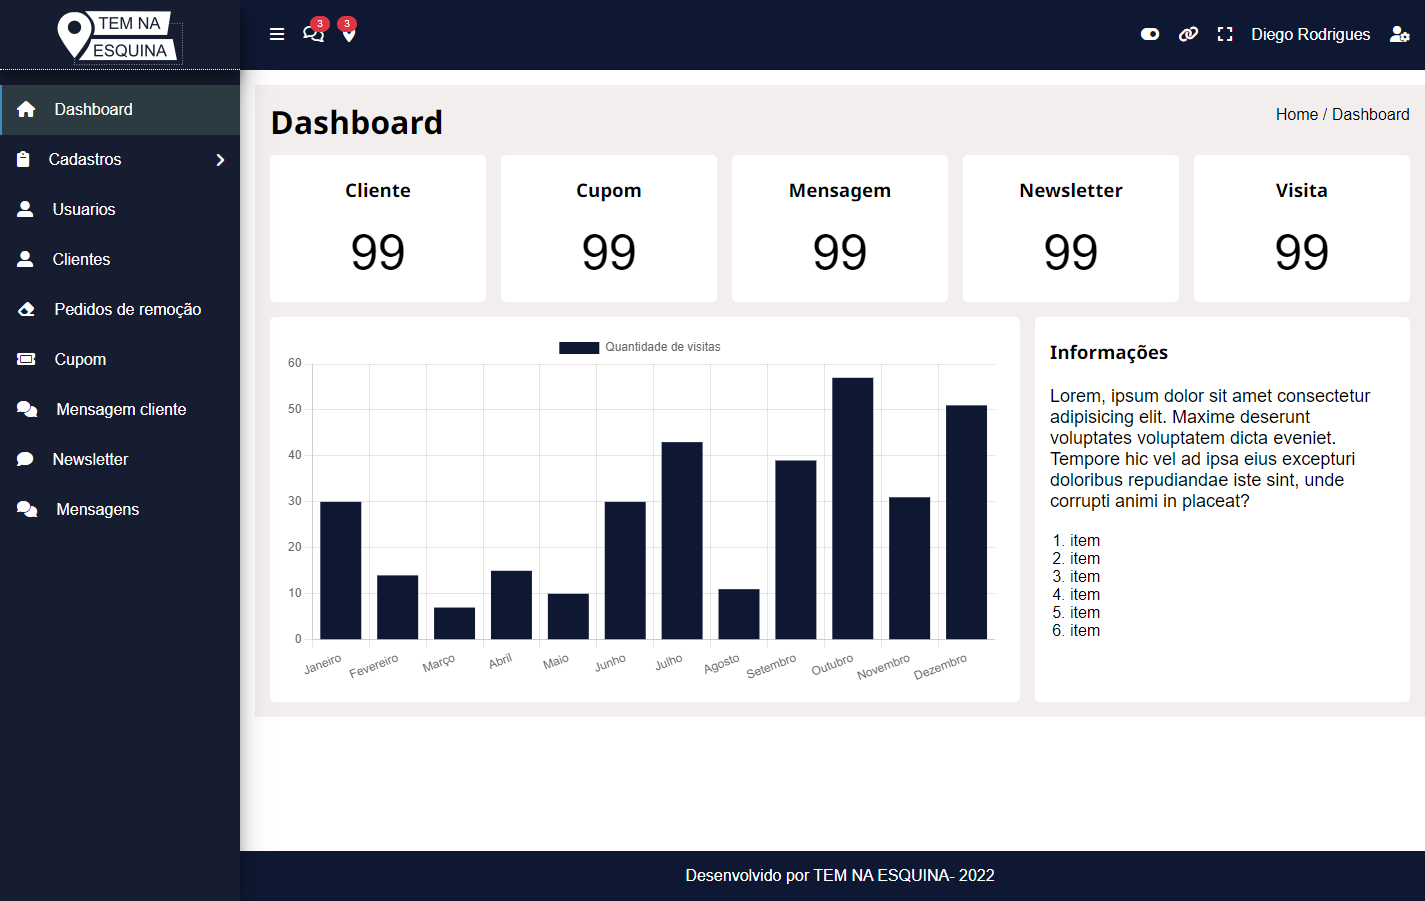 TEM NA
ESQUINA
3
3
Diego Rodrigues
Dashboard
Cadastros
Usuarios
Clientes
Pedidos de remoção
Cupom
Mensagem cliente
Newsletter
Mensagens
Dashboard
Home / Dashboard
Cliente
99
Cupom
99
Mensagem
99
Newsletter
99
Visita
99
Quantidade de visitas
60
50
40
30
20
10
0
Janeiro
Fevereiro
Março
Abril
Maio
Junho
Julho
Agosto
Setembro
Outubro
Novembro
Dezembro
Informações
Lorem, ipsum dolor sit amet consectetur
adipisicing elit. Maxime deserunt
voluptates voluptatem dicta eveniet.
Tempore hic vel ad ipsa eius excepturi
doloribus repudiandae iste sint, unde
corrupti animi in placeat?
1. item
2. item
3. item
4. item
5. item
6. item
Desenvolvido por TEM NA ESQUINA- 2022